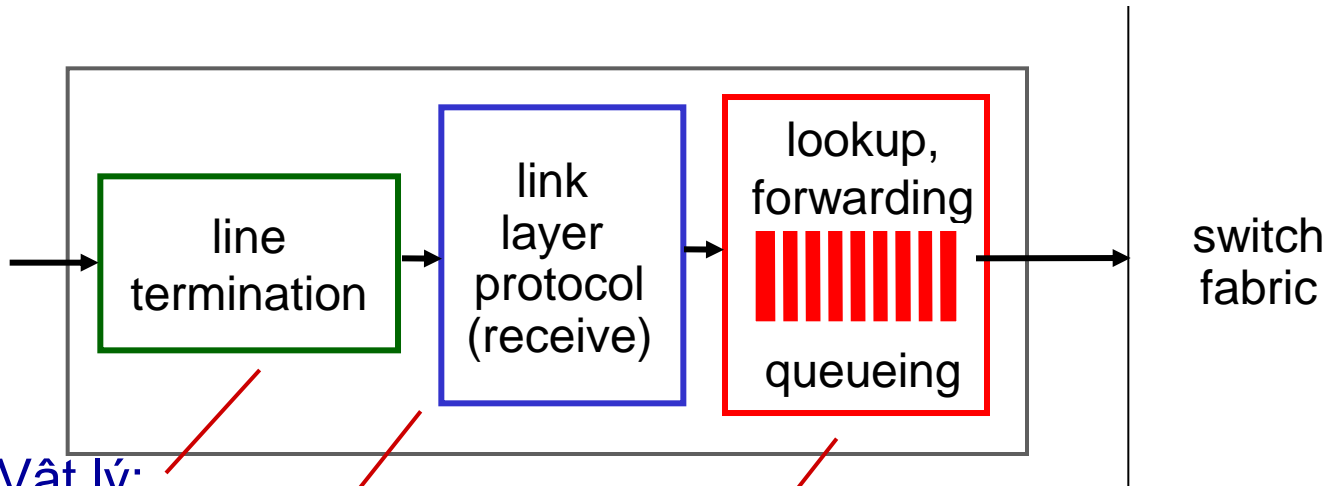 line
termination
link
layer
protocol
(receive)
lookup,
forwarding
queueing
switch
fabric
Vật lý: